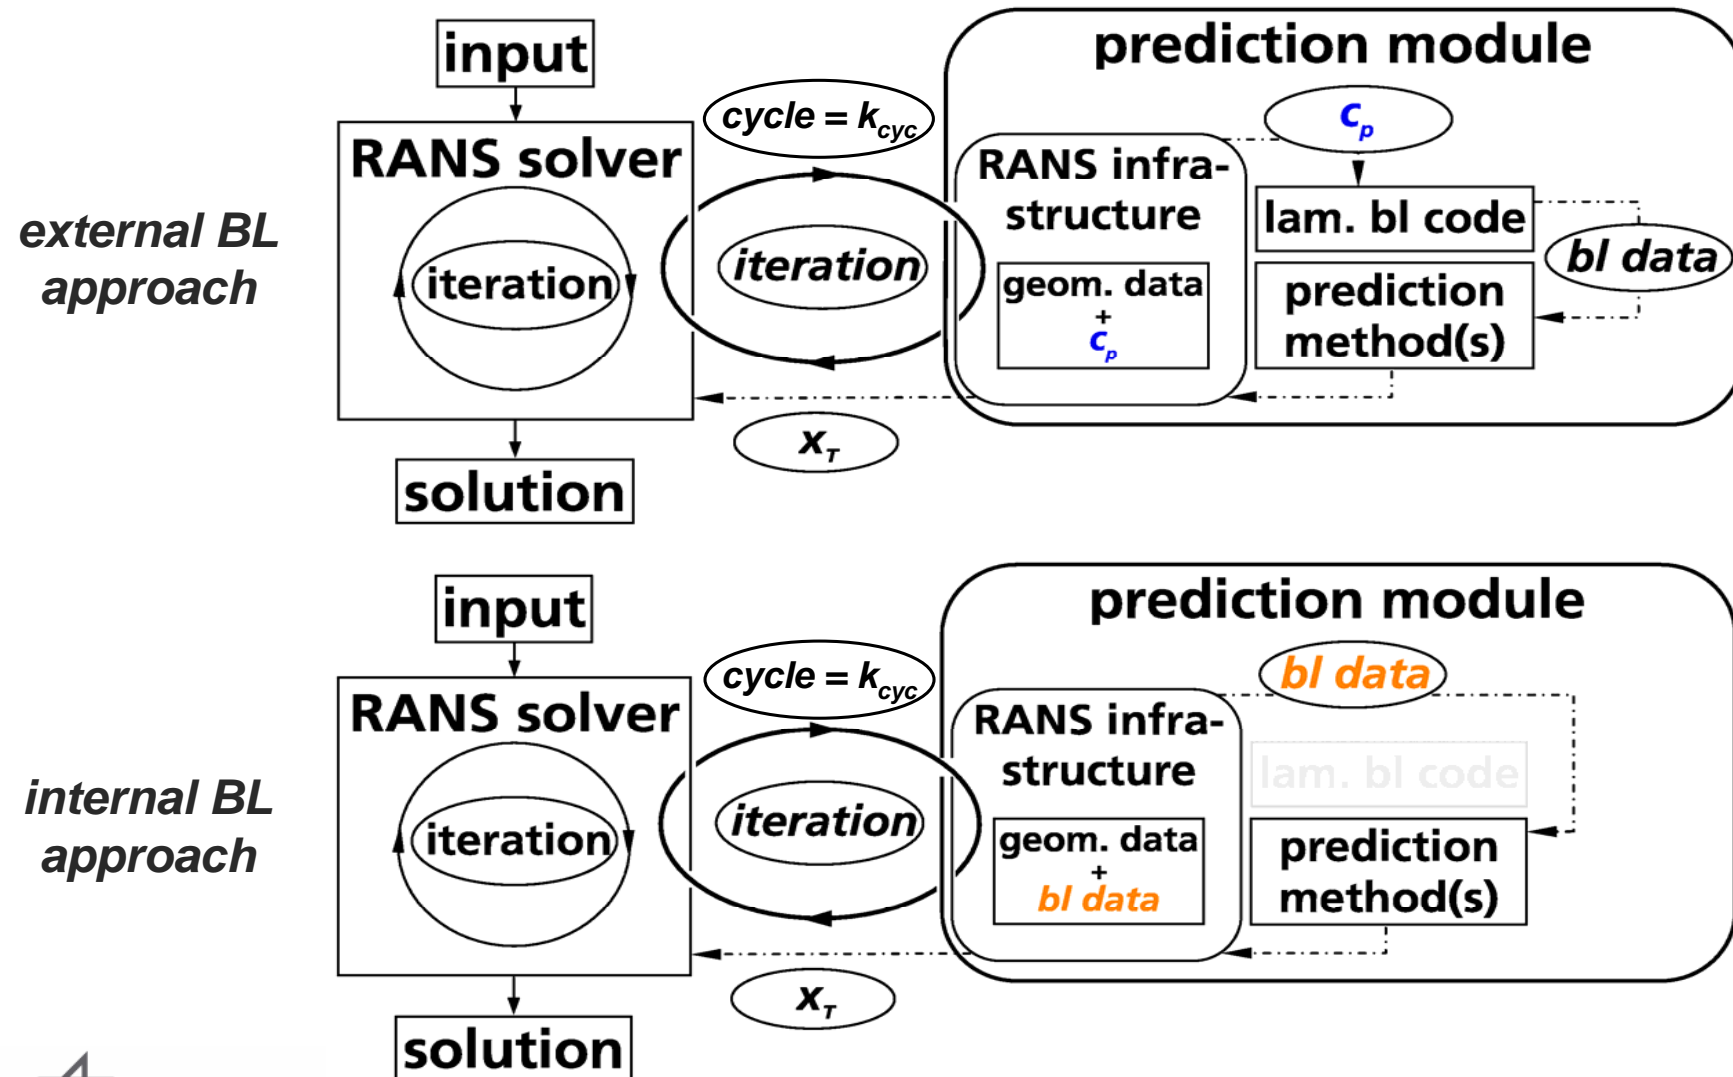 external BL
approach
input
RANS solver
iteration
solution
cycle = k_cyc
iteration
x_T
prediction module
RANS infra-
structure
geom. data
+
c_p
c_p
lam. bl code
bl data
prediction
method(s)
internal BL
approach
input
RANS solver
iteration
solution
cycle = k_cyc
iteration
x_T
prediction module
RANS infra-
structure
geom. data
+
bl data
bl data
lam. bl code
prediction
method(s)